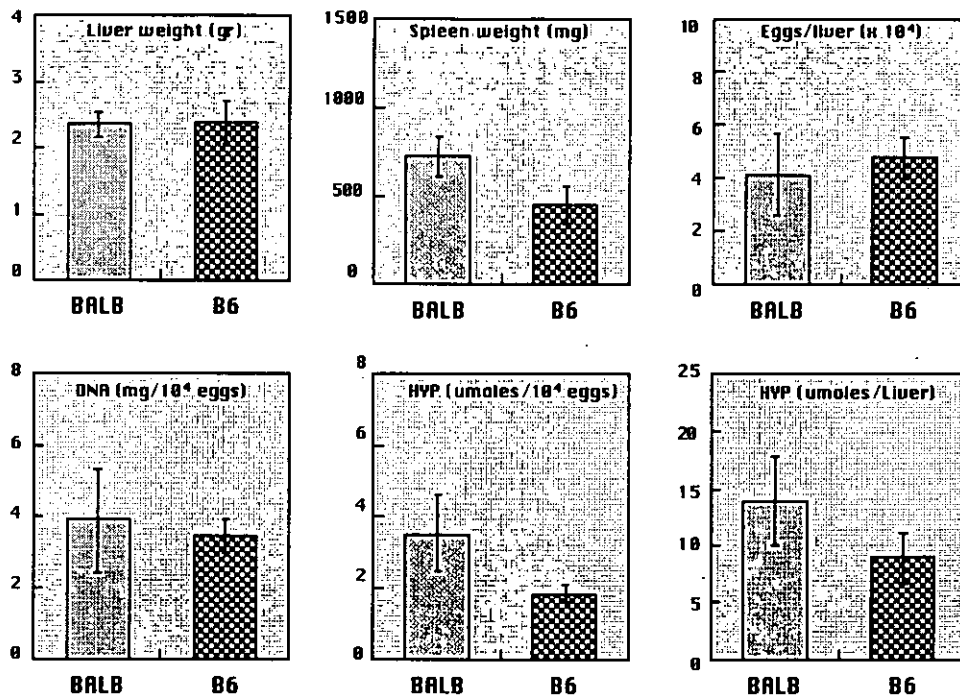 Liver weight (gr)
4
3
2
1
0
BALB B6
Spleen weight (mg)
1500
1000
500
0
BALB B6
Eggs/liver (x 10⁴)
10
8
6
4
2
0
BALB B6
DNA (mg/10⁴ eggs)
8
6
4
2
0
BALB B6
HYP (umoles/10⁴ eggs)
8
6
4
2
0
BALB B6
HYP (umoles/Liver)
25
20
15
10
5
0
BALB B6